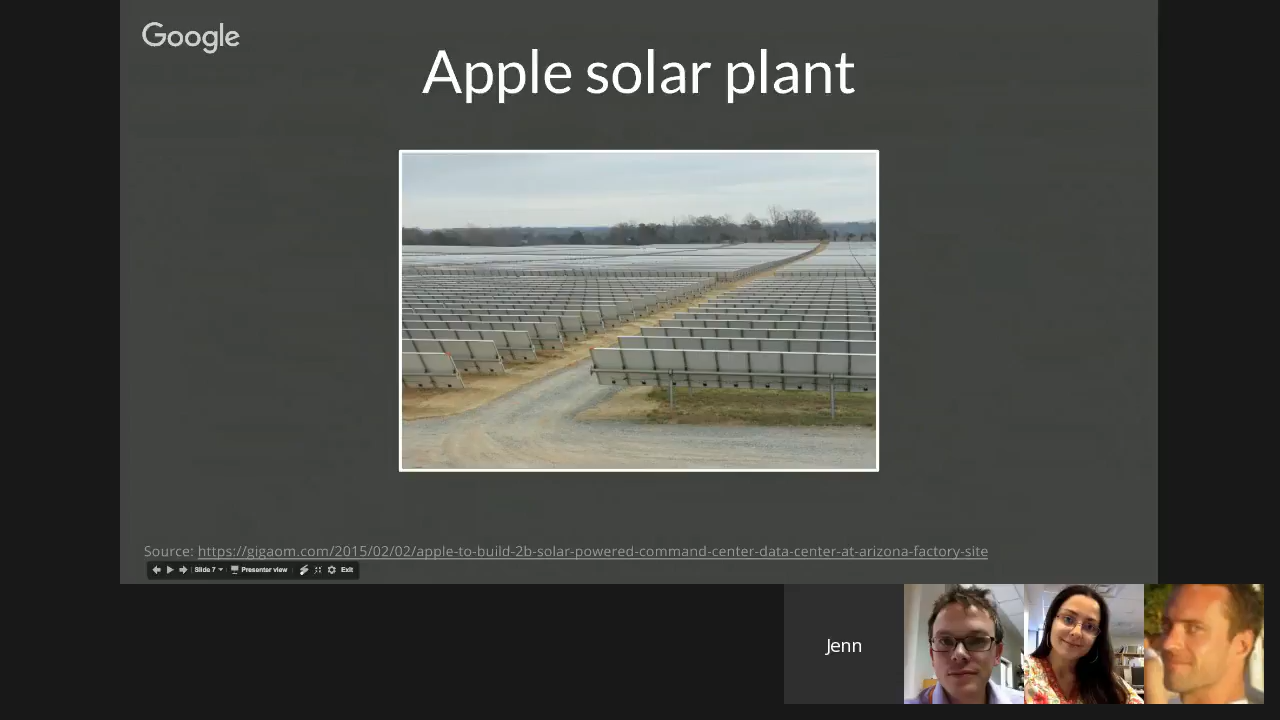 Google
Apple solar plant
Source: https://gigaom.com/2015/02/02/apple-to-build-2b-solar-powered-command-center-data-center-at-arizona-factory-site
Slide 7 Presenter view Exit
Jenn